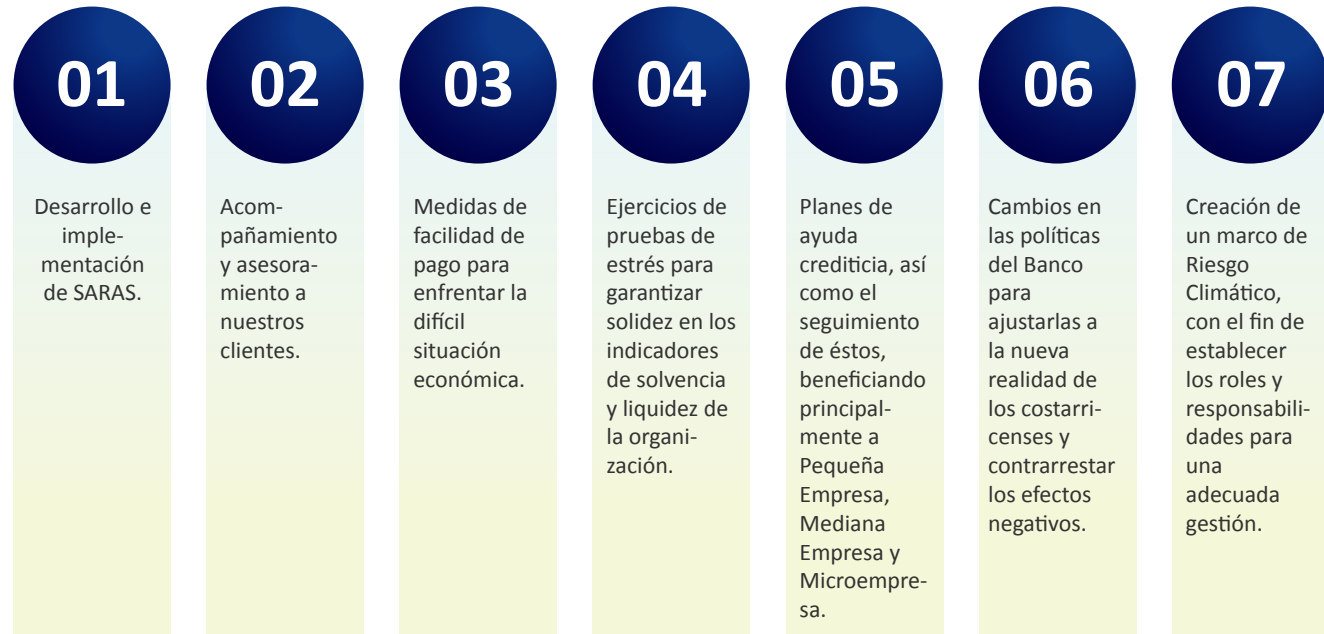 01
Desarrollo e
imple-
mentación
de SARAS.
02
Acom-
pañamiento
y asesora-
miento a
nuestros
clientes.
03
Medidas de
facilidad de
pago para
enfrentar la
difícil
situación
económica.
04
Ejercicios de
pruebas de
estrés para
garantizar
solidez en los
indicadores
de solvencia
y liquidez de
la organi-
zación.
05
Planes de
ayuda
crediticia, así
como el
seguimiento
de éstos,
beneficiando
principal-
mente a
Pequeña
Empresa,
Mediana
Empresa y
Microempre-
sa.
06
Cambios en
las políticas
del Banco
para
ajustarlas a
la nueva
realidad de
los costarri-
censes y
contrarrestar
los efectos
negativos.
07
Creación de
un marco de
Riesgo
Climático,
con el fin de
establecer
los roles y
responsabili-
dades para
una
adecuada
gestión.